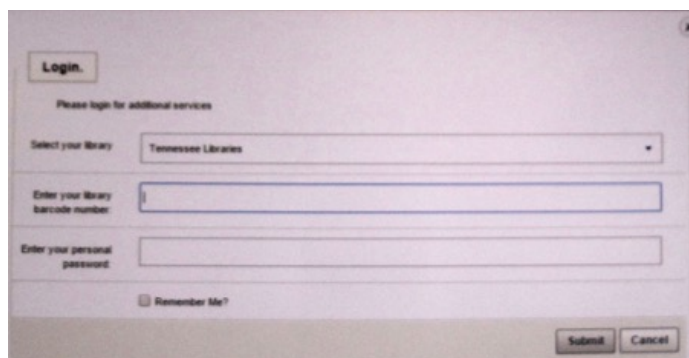 Login.
Please login for additional services
Select your library
Tennessee Libraries
Enter your library
barcode number
Enter your personal
password:
Remember Me?
Submit Cancel